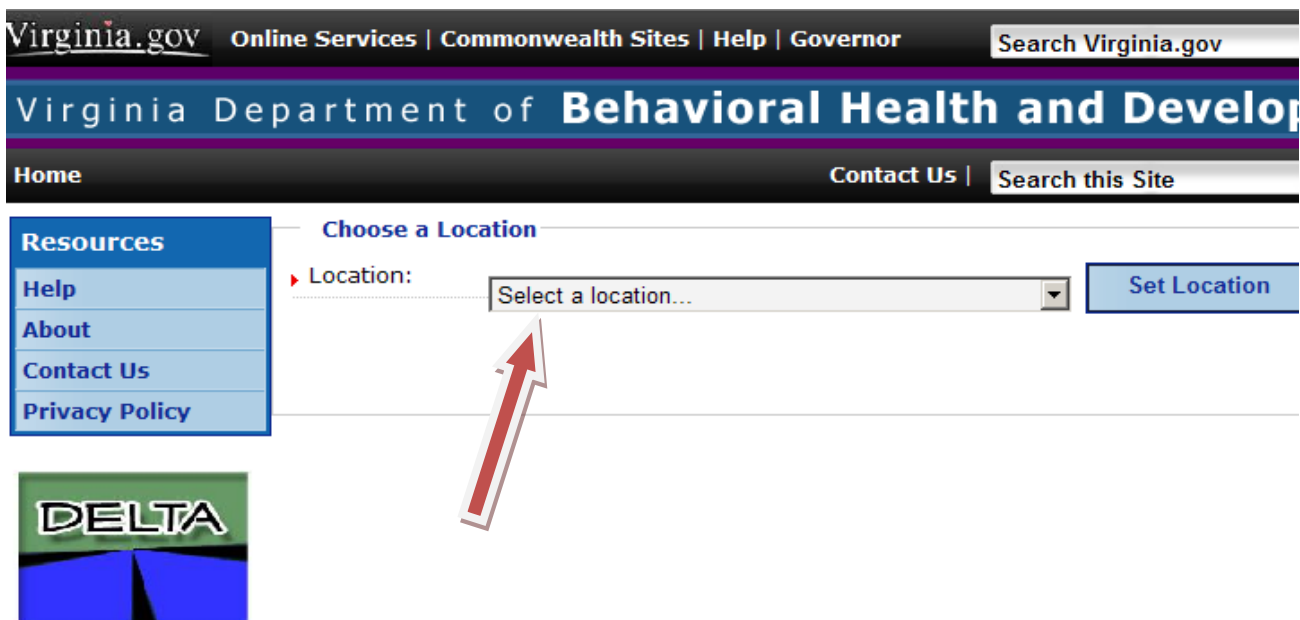 Virginia.gov Online Services | Commonwealth Sites | Help | Governor Search Virginia.gov
Virginia Department of Behavioral Health and Develop
Home Contact Us | Search this Site
Resources
Help
About
Contact Us
Privacy Policy
Choose a Location
Location: Select a location... Set Location
DELTA